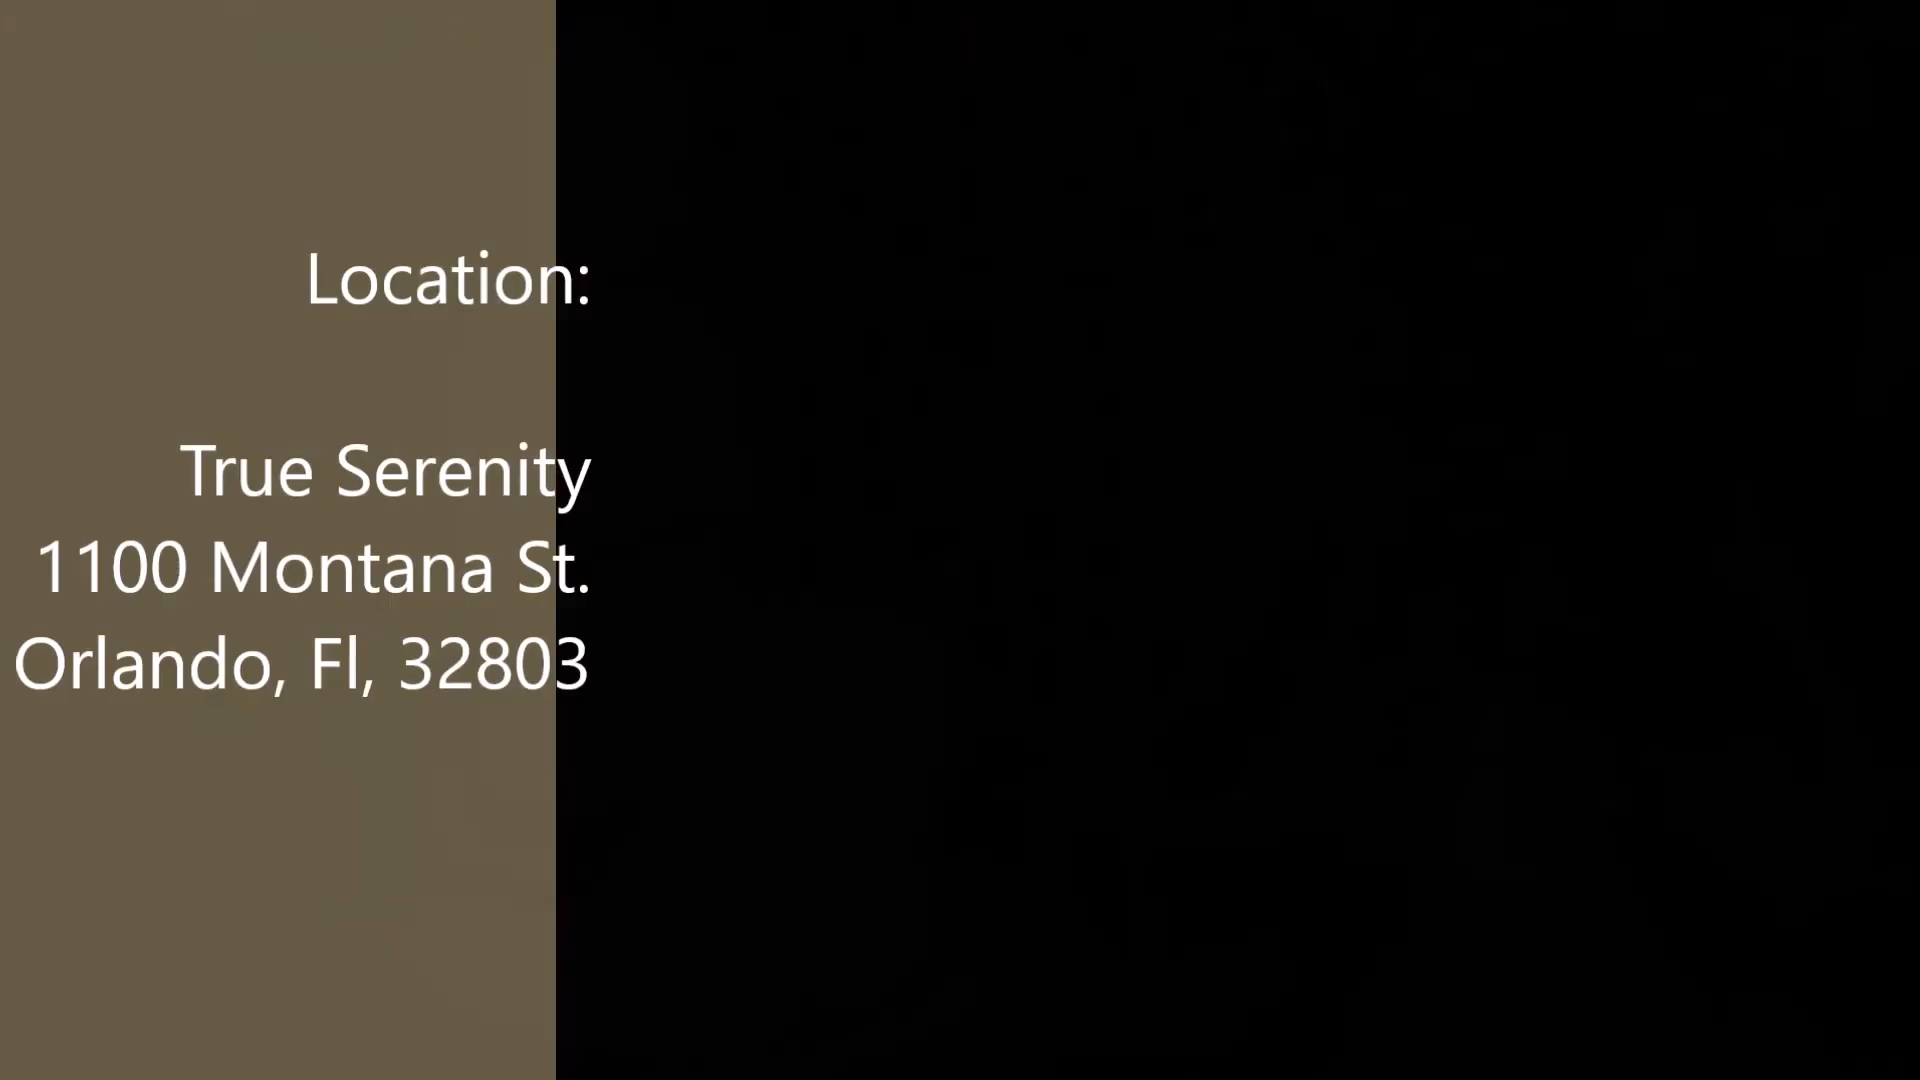 Location:
True Serenity
1100 Montana St.
Orlando, Fl, 32803